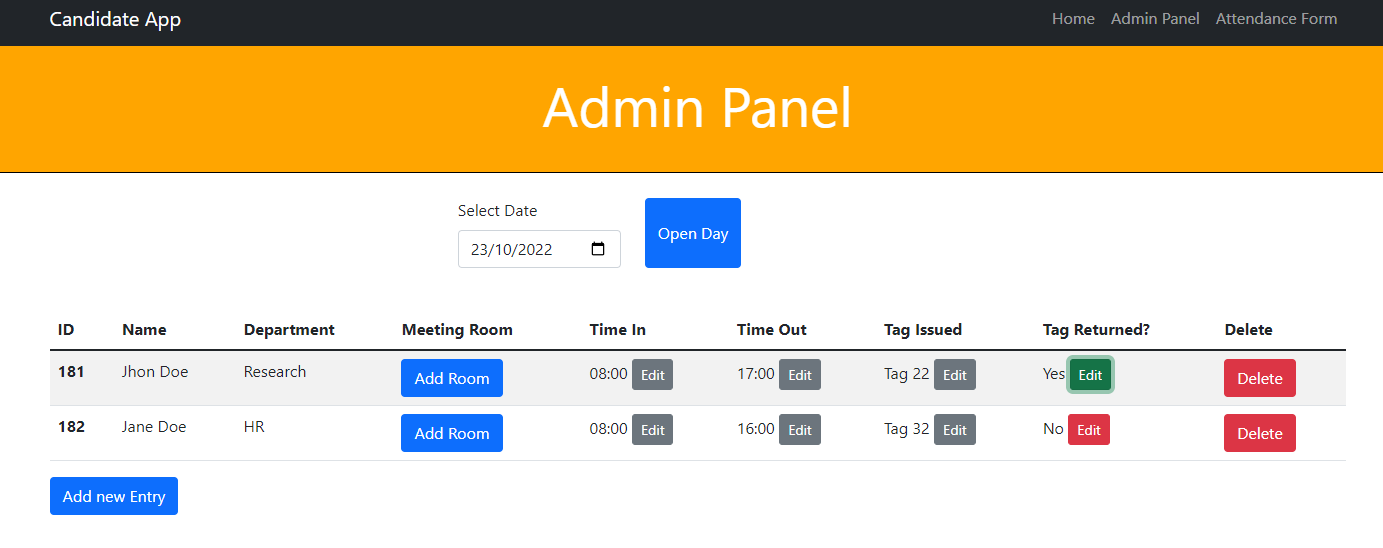 Candidate App Home Admin Panel Attendance Form
Admin Panel
Select Date
23/10/2022
Open Day
ID Name Department Meeting Room Time In Time Out Tag Issued Tag Returned? Delete
181 Jhon Doe Research Add Room 08:00 Edit 17:00 Edit Tag 22 Edit Yes Edit Delete
182 Jane Doe HR Add Room 08:00 Edit 16:00 Edit Tag 32 Edit No Edit Delete
Add new Entry